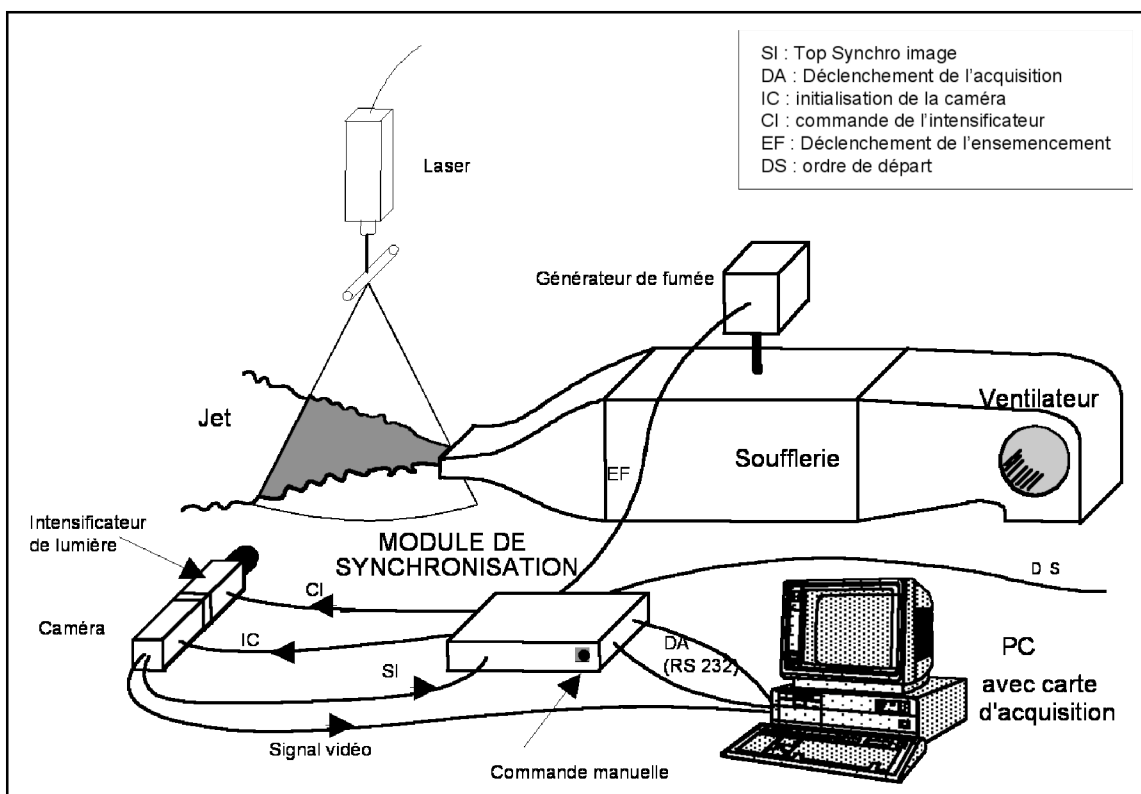 SI : Top Synchro image
DA : Déclenchement de l'acquisition
IC : initialisation de la caméra
CI : commande de l'intensificateur
EF : Déclenchement de l'ensemencement
DS : ordre de départ
Laser
Générateur de fumée
Ventilateur
Jet
Soufflerie
EF
Intensificateur
de lumière
MODULE DE
SYNCHRONISATION
D S
CI
Caméra
IC
DA
(RS 232)
PC
SI
avec carte
d'acquisition
Signal vidéo
Commande manuelle